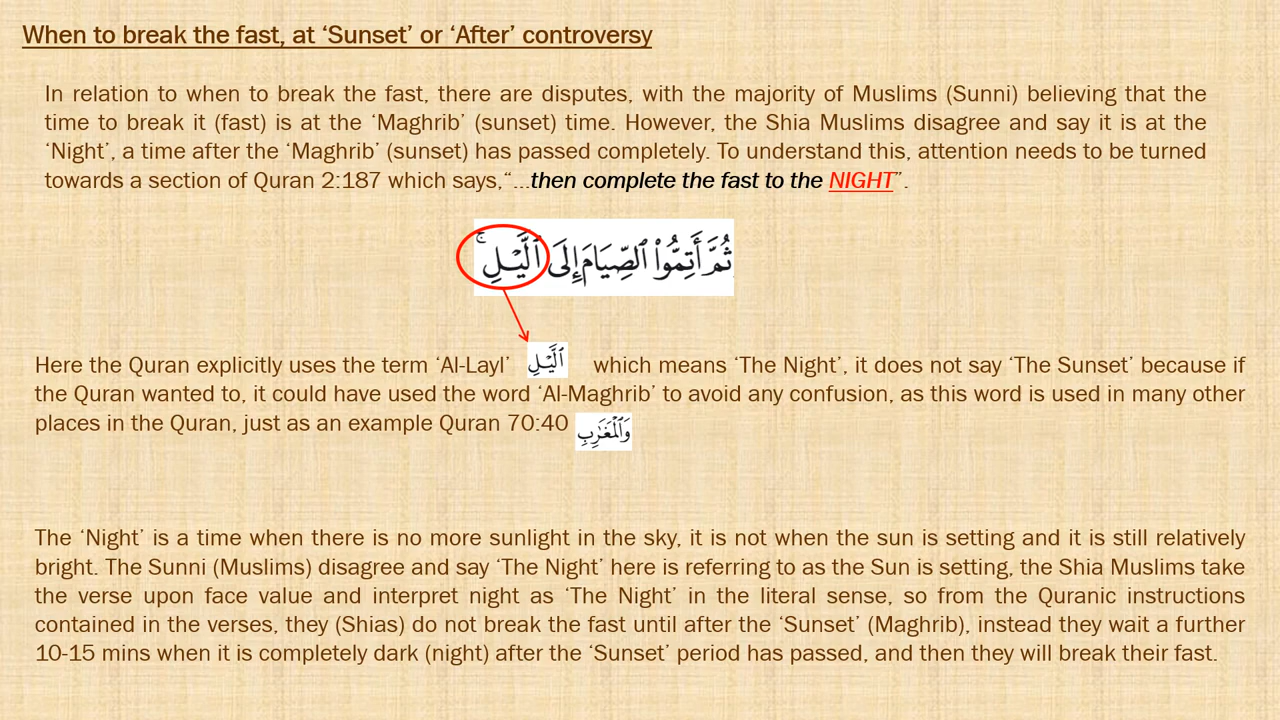 When to break the fast, at ‘Sunset’ or ‘After’ controversy
In relation to when to break the fast, there are disputes, with the majority of Muslims (Sunni) believing that the
time to break it (fast) is at the ‘Maghrib’ (sunset) time. However, the Shia Muslims disagree and say it is at the
‘Night’, a time after the ‘Maghrib’ (sunset) has passed completely. To understand this, attention needs to be turned
towards a section of Quran 2:187 which says,“...then complete the fast to the NIGHT”.
ثُمَّ أَتِمُّوا۟ ٱلصِّيَامَ إِلَى ٱلَّيْلِ ۚ
Here the Quran explicitly uses the term ‘Al-Layl’ ٱلَّيْلِ which means ‘The Night’, it does not say ‘The Sunset’ because if
the Quran wanted to, it could have used the word ‘Al-Maghrib’ to avoid any confusion, as this word is used in many other
places in the Quran, just as an example Quran 70:40 وَٱلْمَغَـٰرِبِ
The ‘Night’ is a time when there is no more sunlight in the sky, it is not when the sun is setting and it is still relatively
bright. The Sunni (Muslims) disagree and say ‘The Night’ here is referring to as the Sun is setting, the Shia Muslims take
the verse upon face value and interpret night as ‘The Night’ in the literal sense, so from the Quranic instructions
contained in the verses, they (Shias) do not break the fast until after the ‘Sunset’ (Maghrib), instead they wait a further
10-15 mins when it is completely dark (night) after the ‘Sunset’ period has passed, and then they will break their fast.